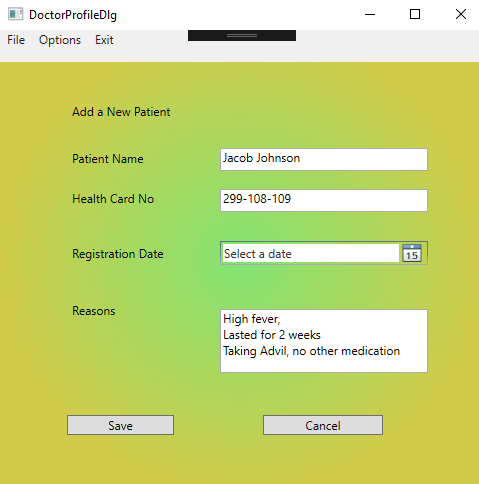 DoctorProfileDlg
File Options Exit
Add a New Patient
Patient Name Jacob Johnson
Health Card No 299-108-109
Registration Date Select a date 15
Reasons High fever,
Lasted for 2 weeks
Taking Advil, no other medication
Save Cancel